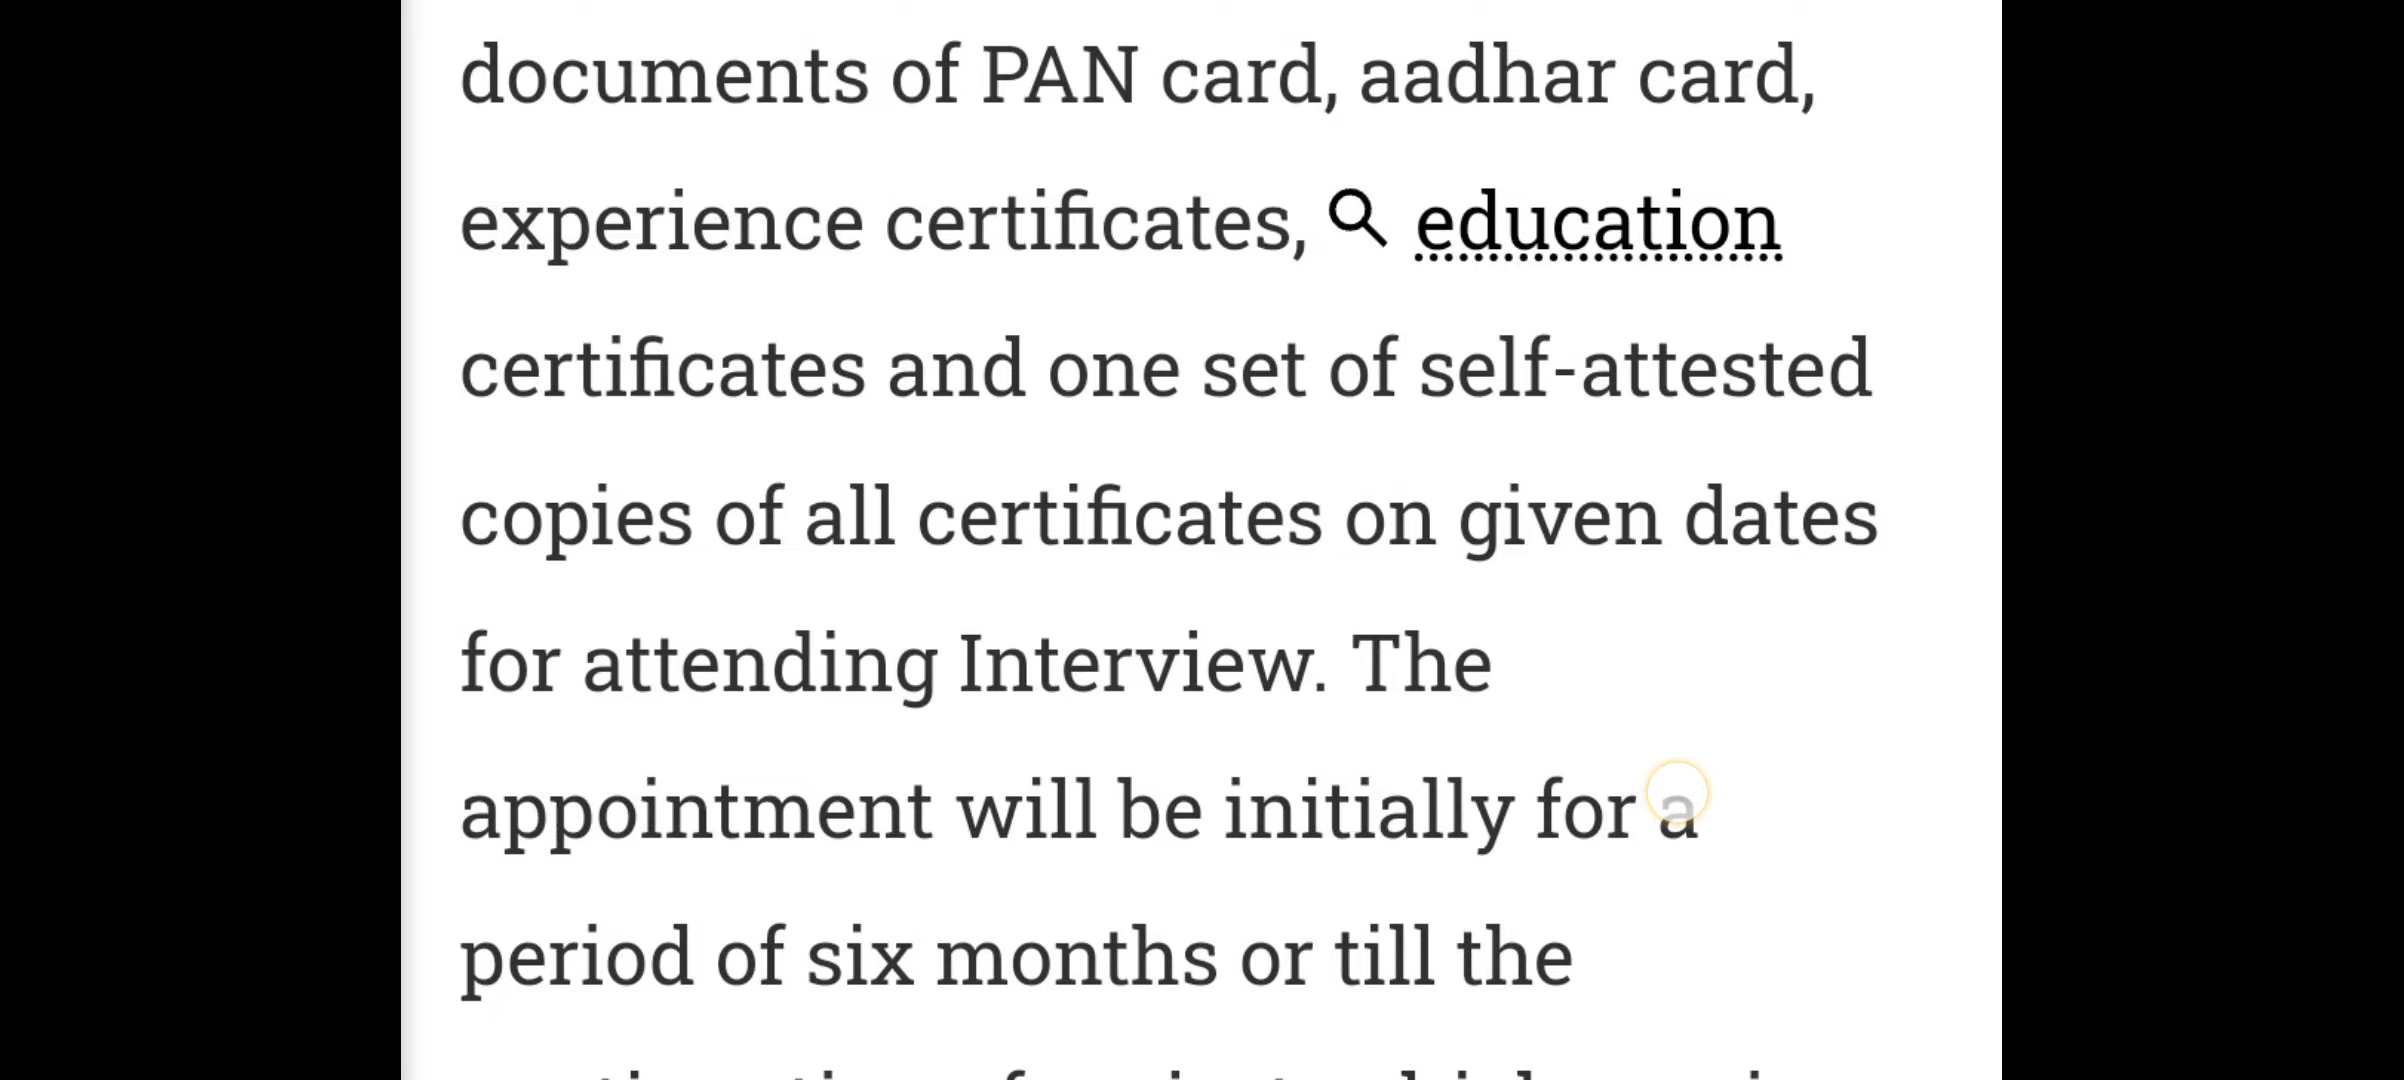 documents of PAN card, aadhar card,
experience certificates, education
certificates and one set of self-attested
copies of all certificates on given dates
for attending Interview. The
appointment will be initially for a
period of six months or till the